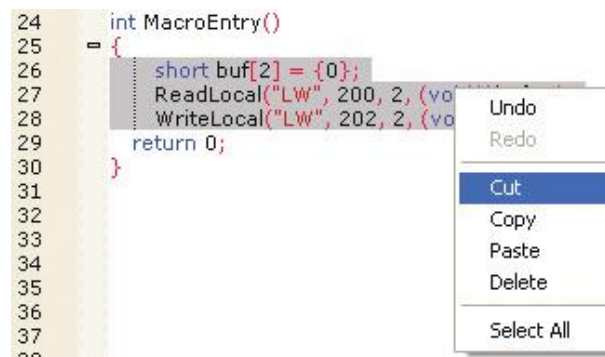 24 int MacroEntry()
25 {
26 short buf[2] = {0};
27 ReadLocal("LW", 200, 2, (vo
28 WriteLocal("LW", 202, 2, (vo
29 return 0;
30 }
31
32
33
34
35
36
37
Undo
Redo
Cut
Copy
Paste
Delete
Select All